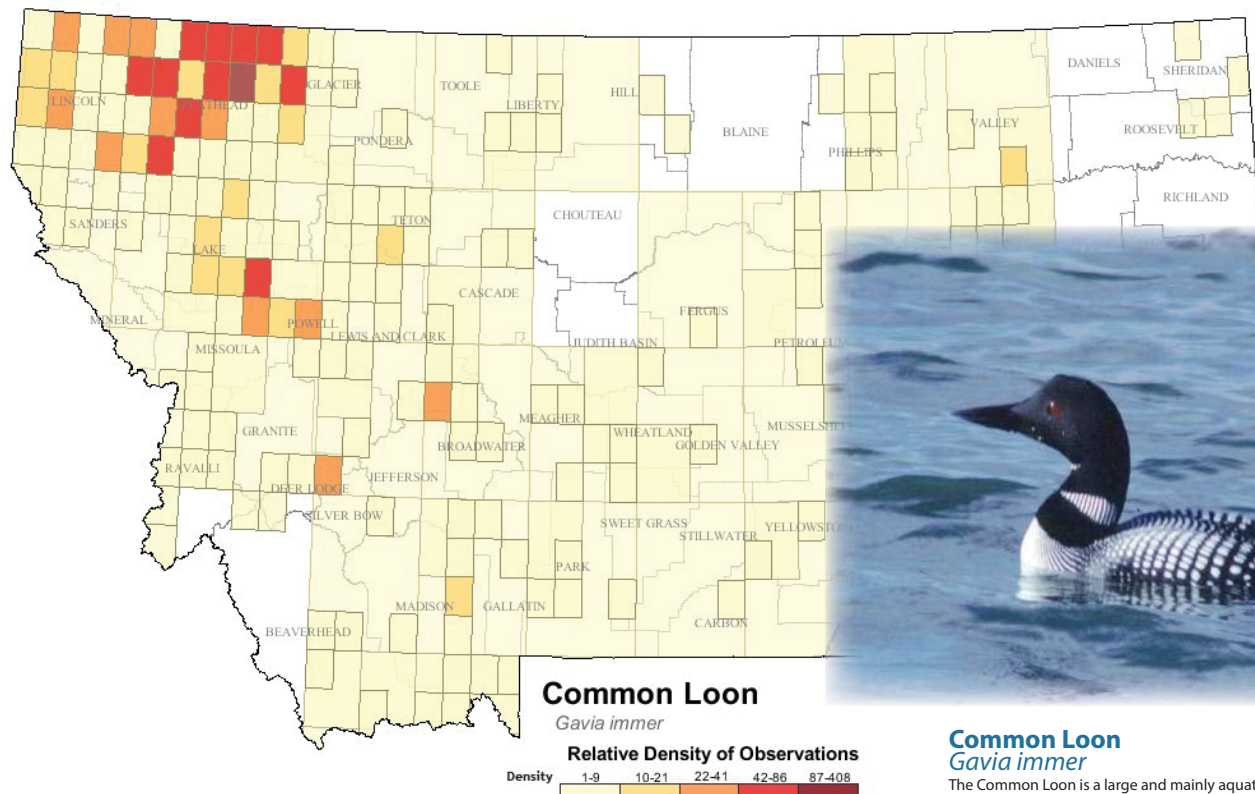 GLACIER
TOOLE
LIBERTY
HILL
BLAINE
DANIELS
SHERIDAN
LINCOLN
FLATHEAD
PONDERA
PHILLIPS
VALLEY
ROOSEVELT
RICHLAND
SANDERS
LAKE
TETON
CHOUTEAU
CASCADE
FERGUS
MINERAL
POWELL
LEWIS AND CLARK
JUDITH BASIN
MISSOULA
MEAGHER
GRANITE
BROADWATER
WHEATLAND
GOLDEN VALLEY
RAVALLI
DEER LODGE
JEFFERSON
SILVER BOW
SWEET GRASS
STILLWATER
PARK
MADISON
GALLATIN
CARBON
BEAVERHEAD
Common Loon
Gavia immer
Relative Density of Observations
Density 1-9 10-21 22-41 42-86 87-408
Common Loon
Gavia immer
The Common Loon is a large and mainly